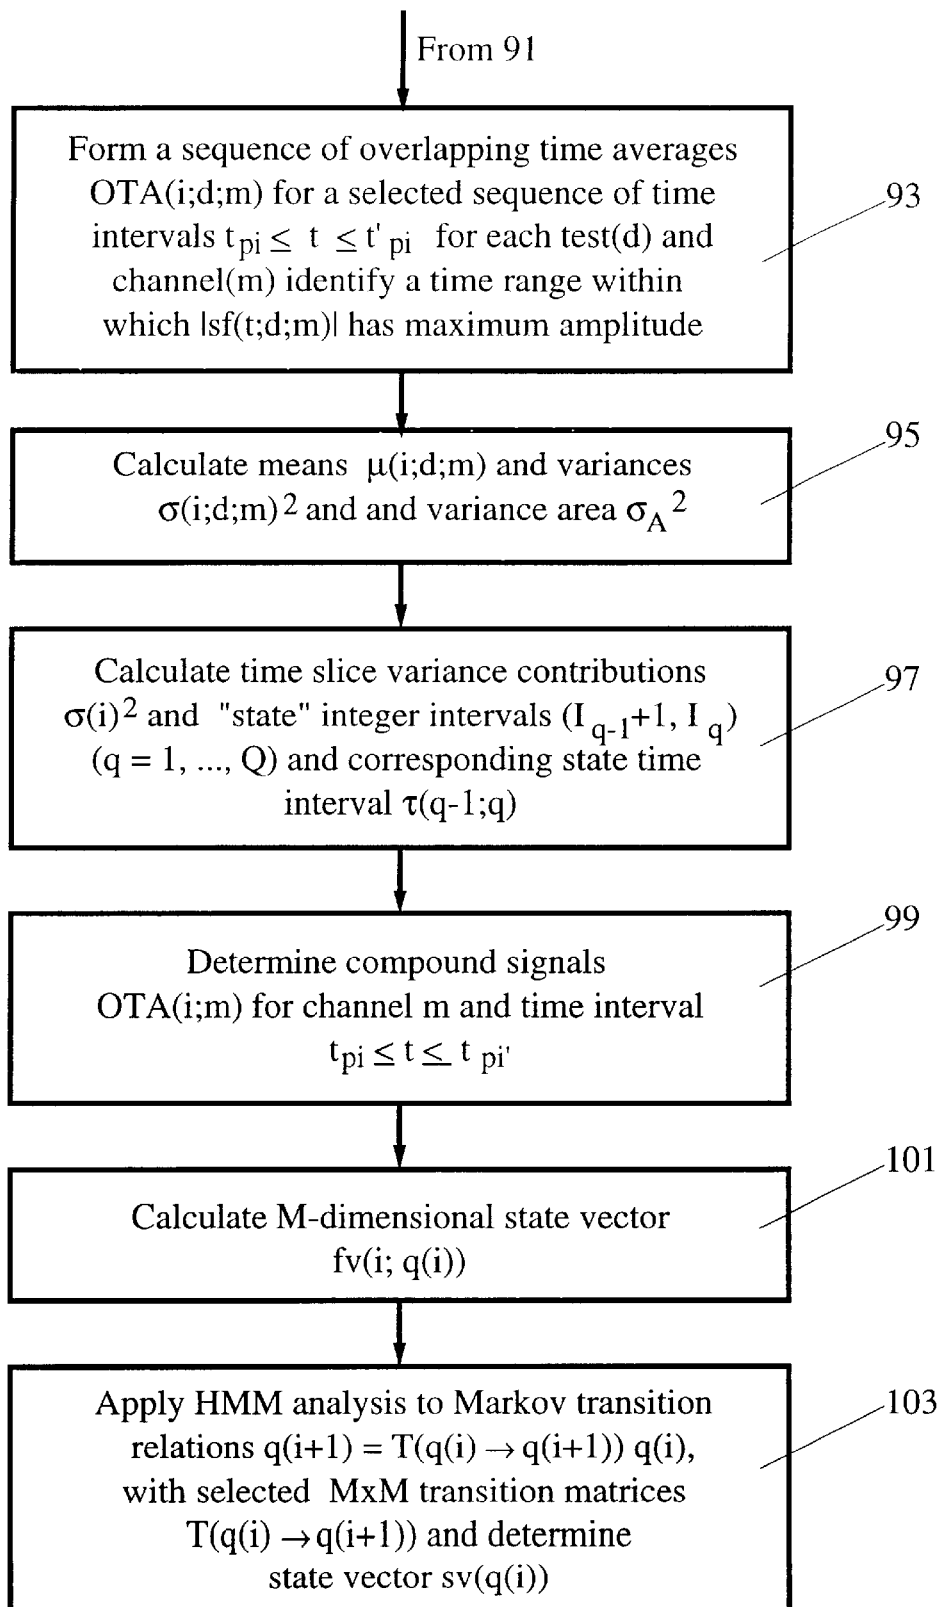 From 91
Form a sequence of overlapping time averages
OTA(i;d;m) for a selected sequence of time
intervals t_pi ≤ t ≤ t'_pi for each test(d) and
channel(m) identify a time range within
which |sf(t;d;m)| has maximum amplitude
93
Calculate means μ(i;d;m) and variances
σ(i;d;m)² and and variance area σ_A²
95
Calculate time slice variance contributions
σ(i)² and "state" integer intervals (I_q-1+1, I_q)
(q = 1, ..., Q) and corresponding state time
interval τ(q-1;q)
97
Determine compound signals
OTA(i;m) for channel m and time interval
t_pi ≤ t ≤ t_pi'
99
Calculate M-dimensional state vector
fv(i; q(i))
101
Apply HMM analysis to Markov transition
relations q(i+1) = T(q(i) → q(i+1)) q(i),
with selected MxM transition matrices
T(q(i) → q(i+1)) and determine
state vector sv(q(i))
103